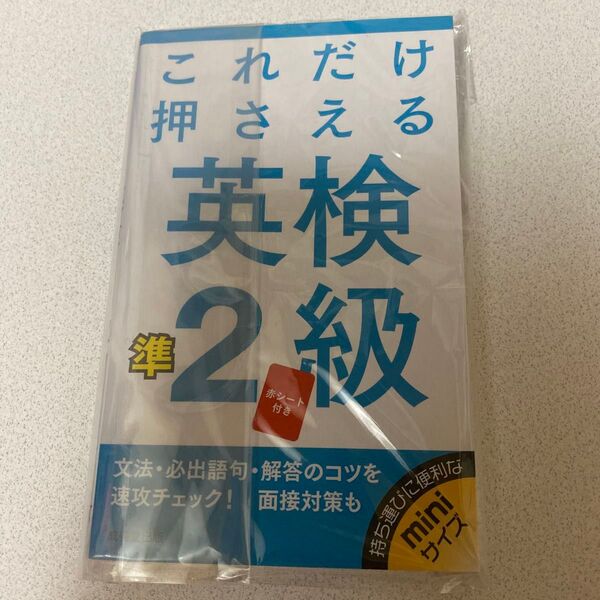 これだけ
押さえる
英検
準2級
赤シート
付き
文法・必出語句・解答のコツを
速攻チェック! 面接対策も
持ち運びに便利な
mini
サイズ